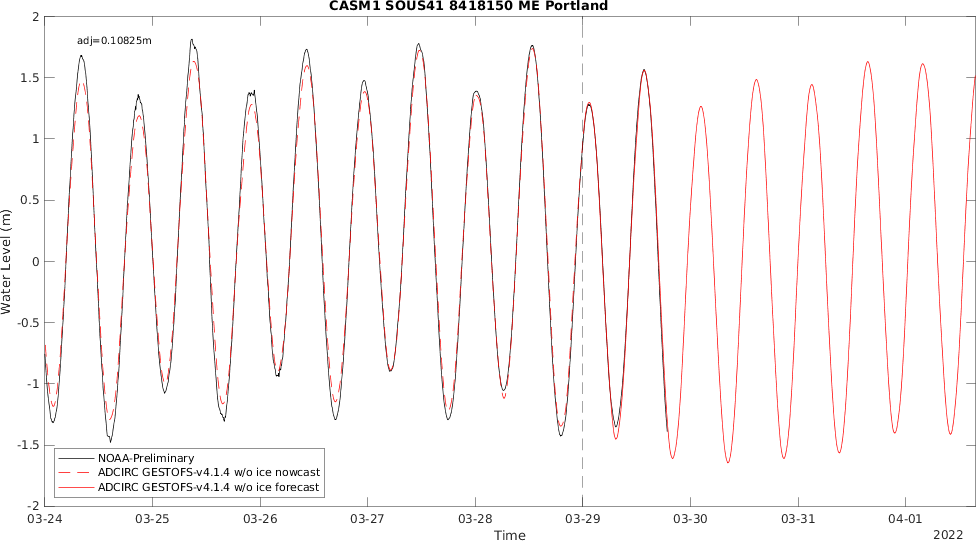 CASM1 SOUS41 8418150 ME Portland
adj=0.10825m
2
1.5
1
0.5
0
-0.5
-1
-1.5
-2
Water Level (m)
NOAA-Preliminary
ADCIRC GESTOFS-v4.1.4 w/o ice nowcast
ADCIRC GESTOFS-v4.1.4 w/o ice forecast
03-24 03-25 03-26 03-27 03-28 03-29 03-30 03-31 04-01
Time
2022